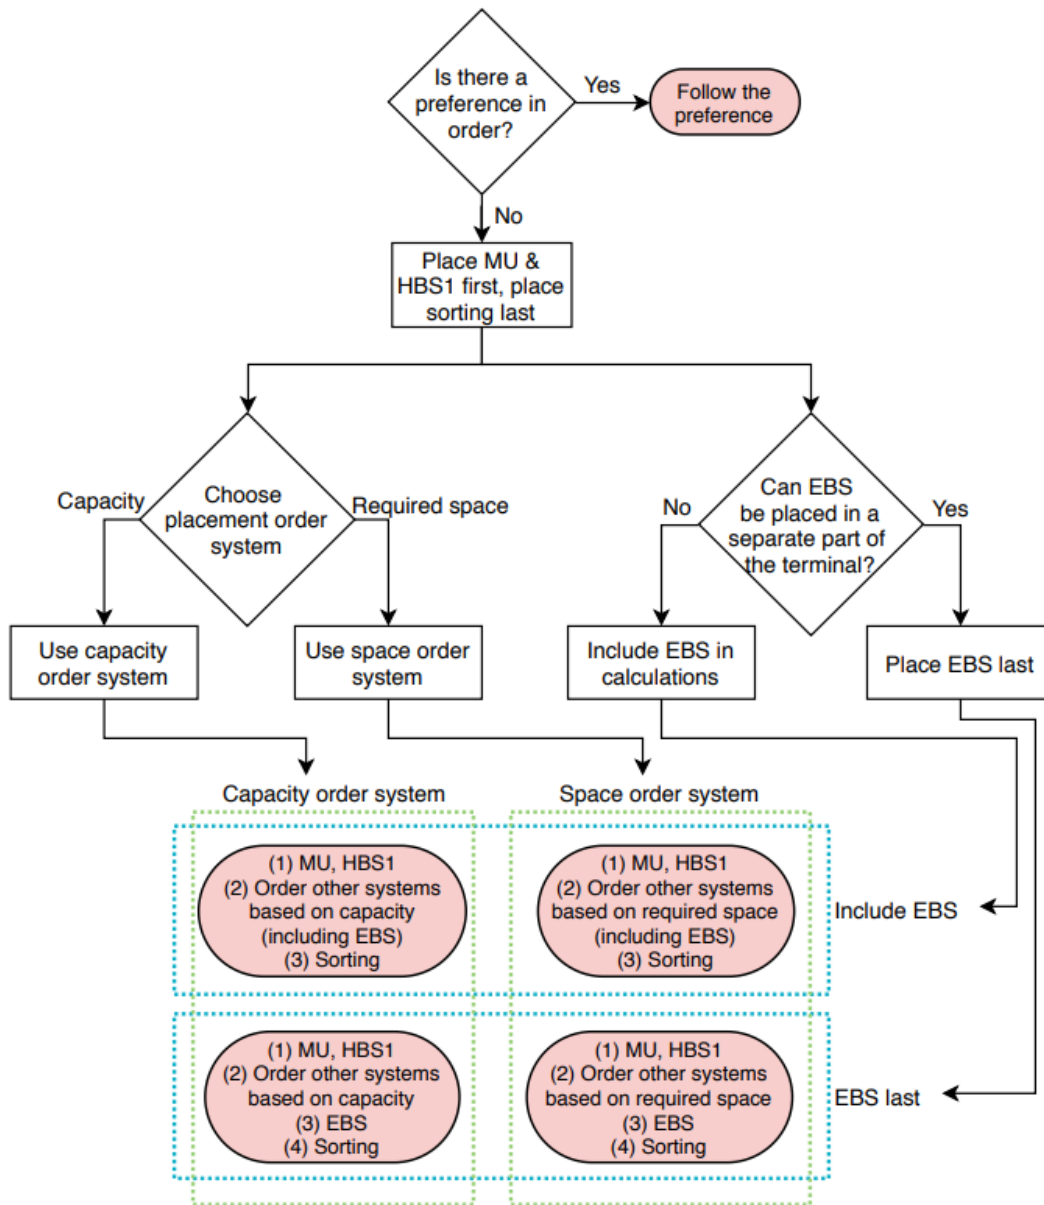 Is there a
preference in
order?
Yes
Follow the
preference
No
Place MU &
HBS1 first, place
sorting last
Capacity
Choose
placement order
system
Required space
No
Can EBS
be placed in a
separate part of
the terminal?
Yes
Use capacity
order system
Use space order
system
Include EBS in
calculations
Place EBS last
Capacity order system
Space order system
(1) MU, HBS1
(2) Order other systems
based on capacity
(including EBS)
(3) Sorting
(1) MU, HBS1
(2) Order other systems
based on required space
(including EBS)
(3) Sorting
Include EBS
(1) MU, HBS1
(2) Order other systems
based on capacity
(3) EBS
(4) Sorting
(1) MU, HBS1
(2) Order other systems
based on required space
(3) EBS
(4) Sorting
EBS last